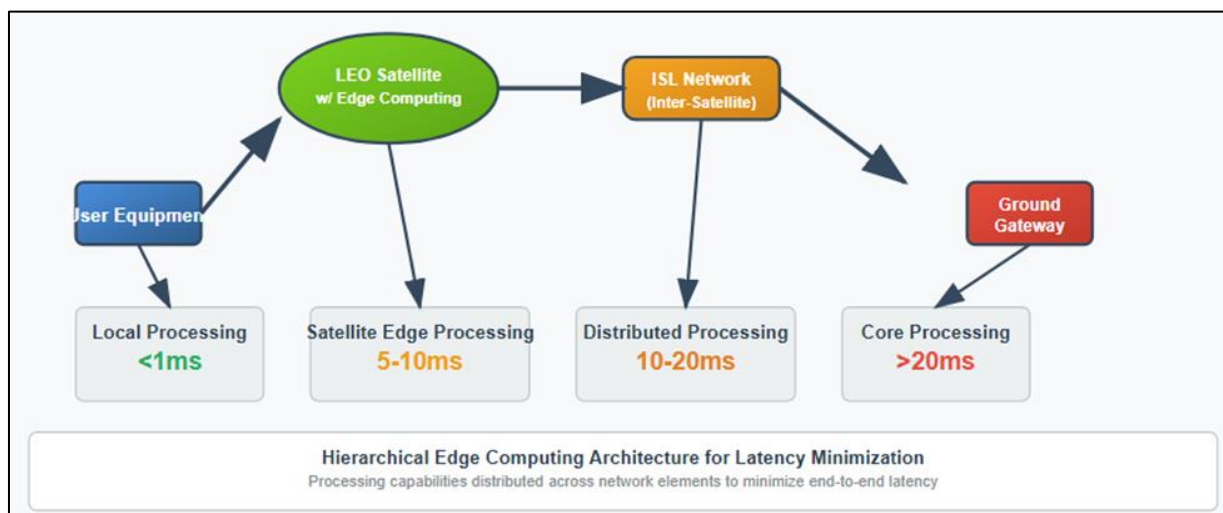 LEO Satellite
w/ Edge Computing
ISL Network
(Inter-Satellite)
User Equipmen
Ground
Gateway
Local Processing
<1ms
Satellite Edge Processing
5-10ms
Distributed Processing
10-20ms
Core Processing
>20ms
Hierarchical Edge Computing Architecture for Latency Minimization
Processing capabilities distributed across network elements to minimize end-to-end latency